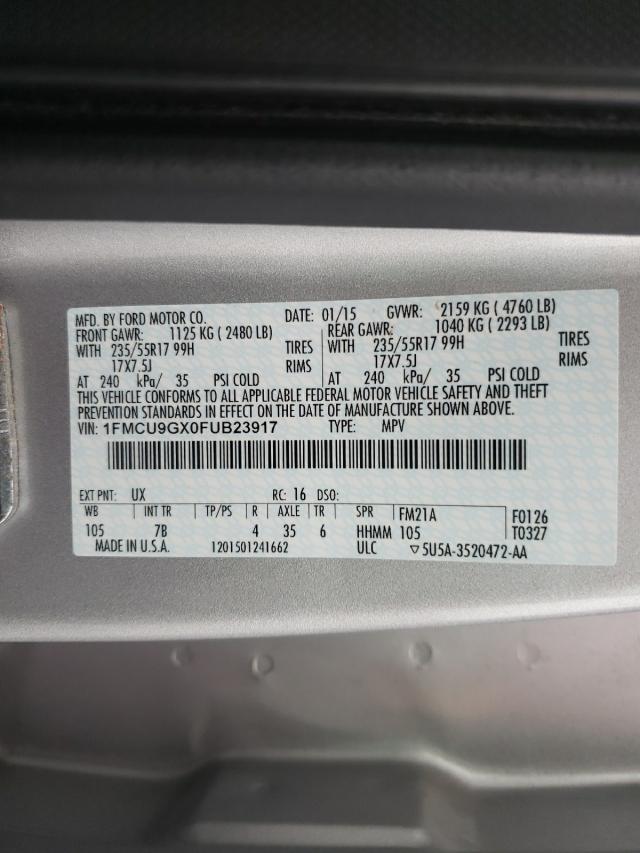 MFD. BY FORD MOTOR CO. DATE: 01/15 GVWR: 2159 KG ( 4760 LB)
FRONT GAWR: 1125 KG ( 2480 LB) REAR GAWR: 1040 KG ( 2293 LB)
WITH 235/55R17 99H TIRES WITH 235/55R17 99H TIRES
17X7.5J RIMS 17X7.5J RIMS
AT 240 kPa/ 35 PSI COLD AT 240 kPa/ 35 PSI COLD
THIS VEHICLE CONFORMS TO ALL APPLICABLE FEDERAL MOTOR VEHICLE SAFETY AND THEFT
PREVENTION STANDARDS IN EFFECT ON THE DATE OF MANUFACTURE SHOWN ABOVE.
VIN: 1FMCU9GX0FUB23917 TYPE: MPV
EXT PNT: UX RC: 16 DSO:
WB INT TR TP/PS R AXLE TR SPR FM21A F0126
105 7B 4 35 6 HHMM 105 T0327
MADE IN U.S.A. 1201501241662 ULC ▽5U5A-3520472-AA